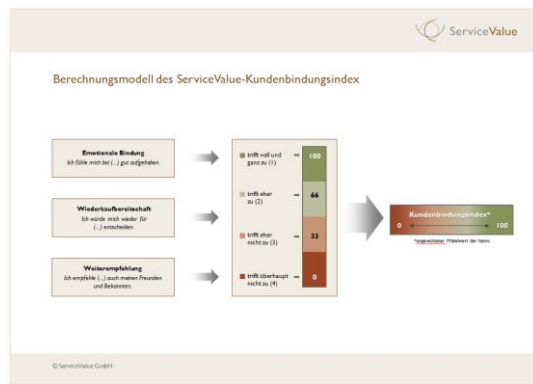 ServiceValue
Berechnungsmodell des ServiceValue-Kundenbindungsindex
Emotionale Bindung
Ich fühle mich bei (...) gut aufgehoben.
Wiederkaufbereitschaft
Ich würde mich wieder für
(...) entscheiden.
Weiterempfehlung
Ich empfehle (...) auch meinen Freunden
und Bekannten.
trifft voll und
ganz zu (1)
100
trifft eher
zu (2)
66
trifft eher
nicht zu (3)
33
trifft überhaupt
nicht zu (4)
0
Kundenbindungsindex*
0 100
*ungewichteter Mittelwert der Items
© ServiceValue GmbH